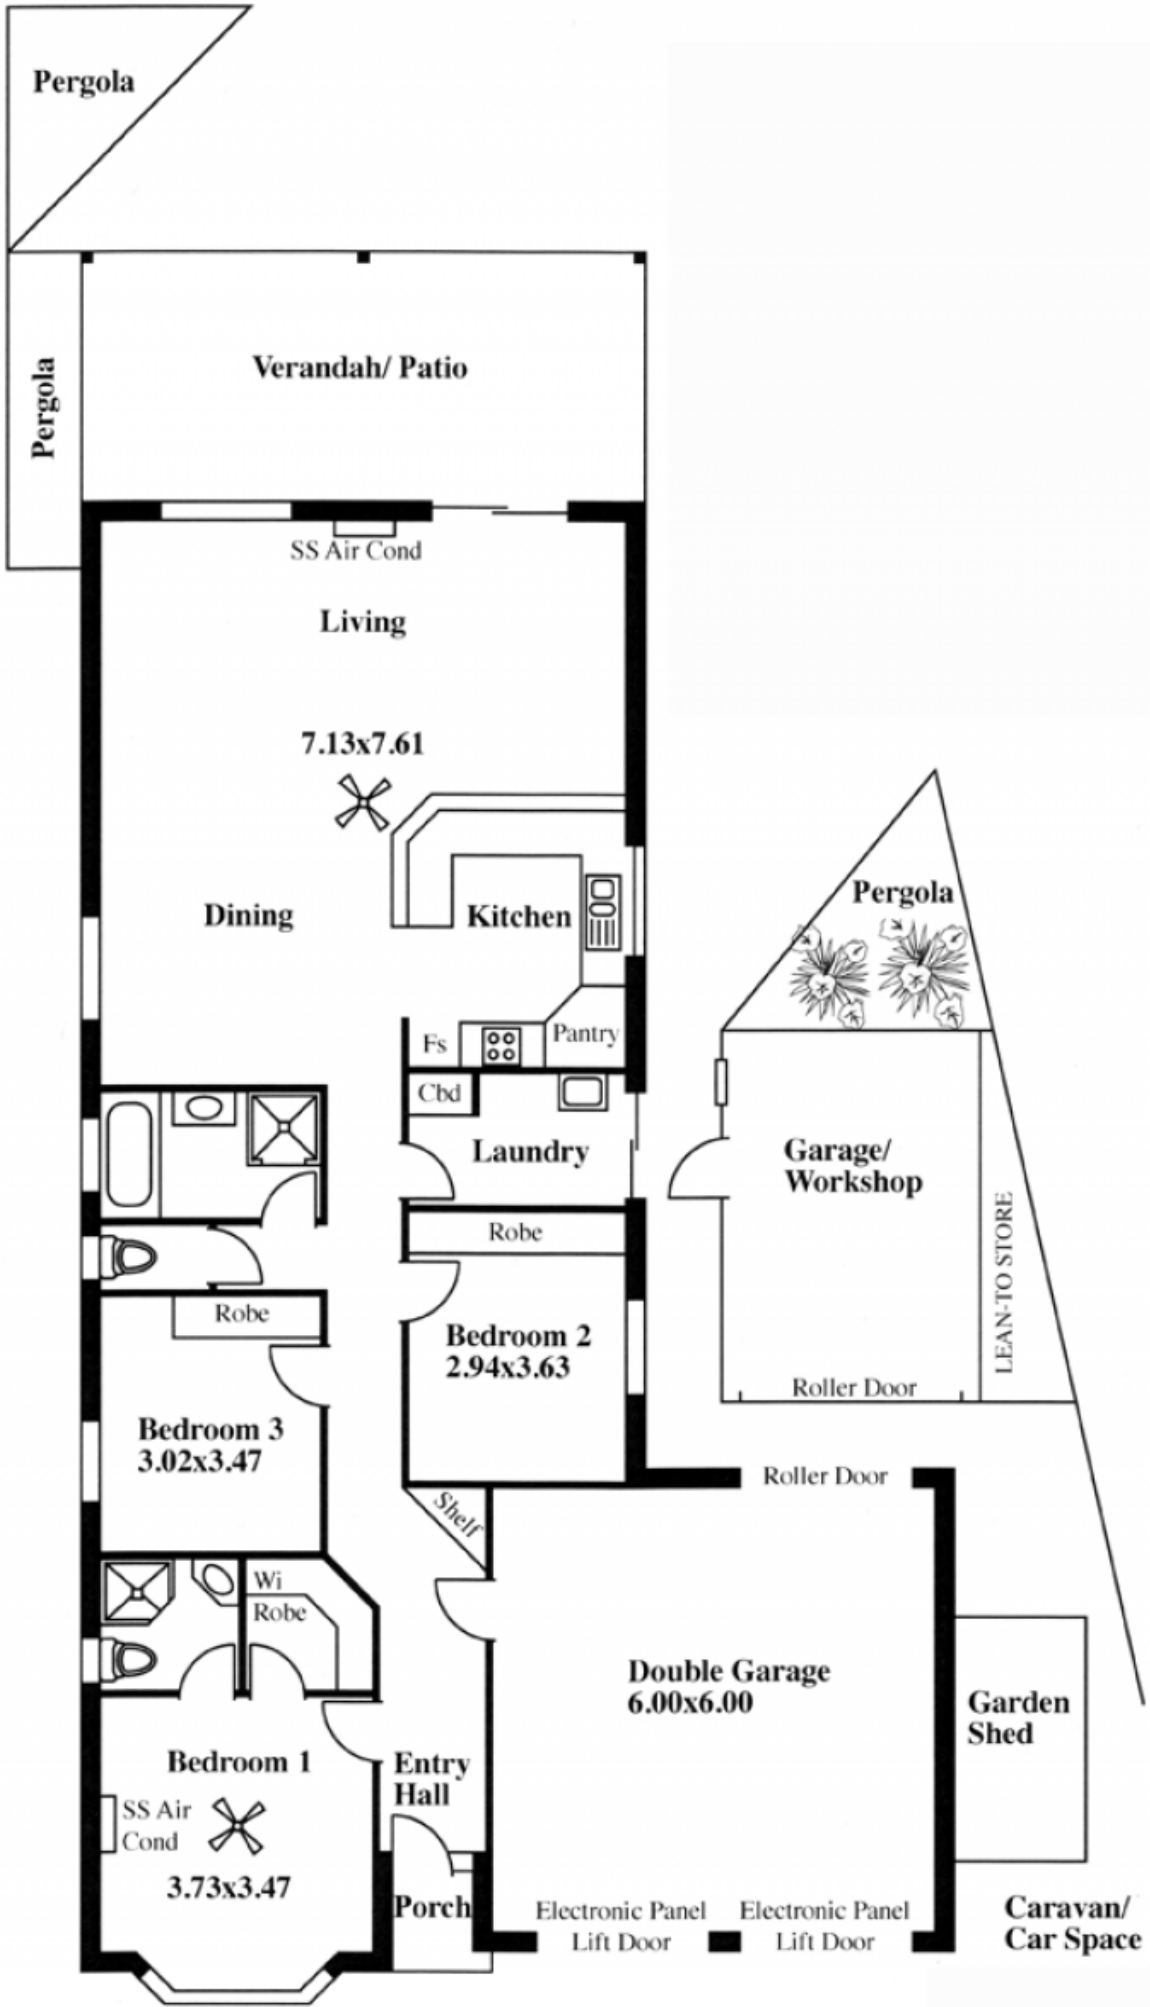 Pergola
Pergola
Verandah/ Patio
SS Air Cond
Living
7.13x7.61
Dining
Kitchen
Fs
Pantry
Cbd
Laundry
Pergola
Garage/
Workshop
LEAN-TO STORE
Roller Door
Robe
Robe
Bedroom 2
2.94x3.63
Bedroom 3
3.02x3.47
Roller Door
Shelf
Wi
Robe
Double Garage
6.00x6.00
Garden
Shed
Bedroom 1
SS Air
Cond
3.73x3.47
Entry
Hall
Porch
Electronic Panel
Lift Door
Electronic Panel
Lift Door
Caravan/
Car Space